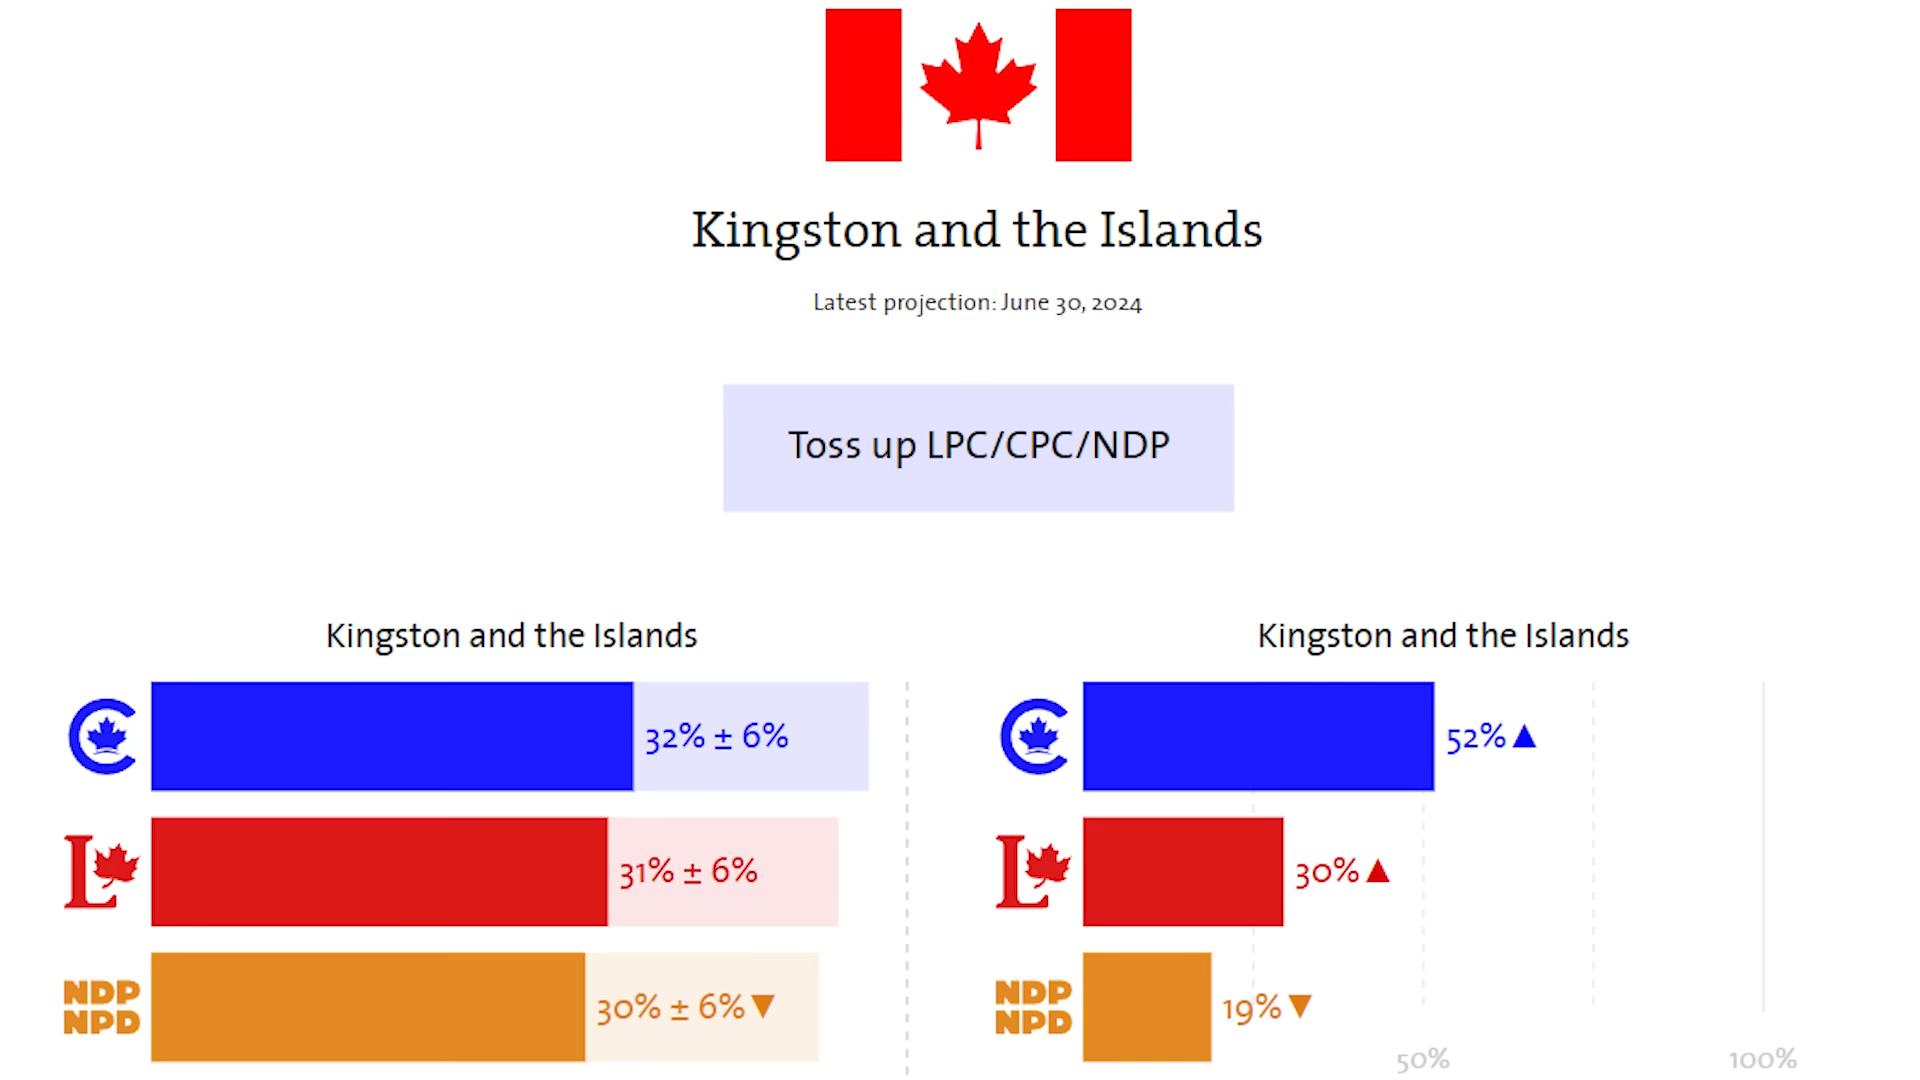 Kingston and the Islands
Latest projection: June 30, 2024
Toss up LPC/CPC/NDP
Kingston and the Islands
32% ± 6%
31% ± 6%
NDP
NPD
30% ± 6%▼
Kingston and the Islands
52%▲
30%▲
NDP
NPD
19%▼
50%
100%